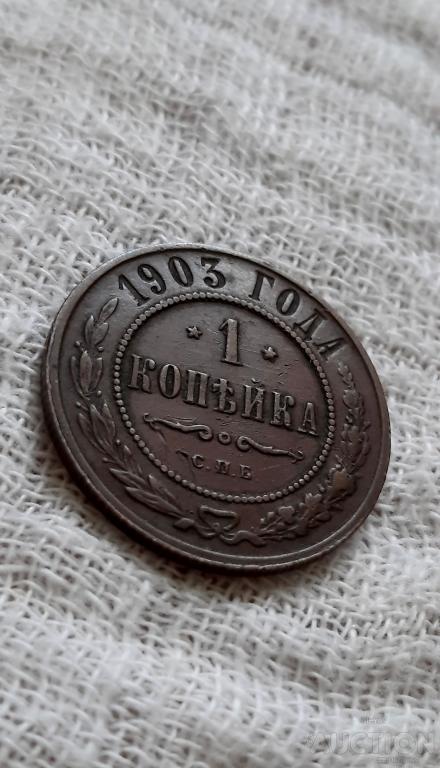 1903 ГОДА
* 1 *
КОПѢЙКА
С.П.Б
AUCTION